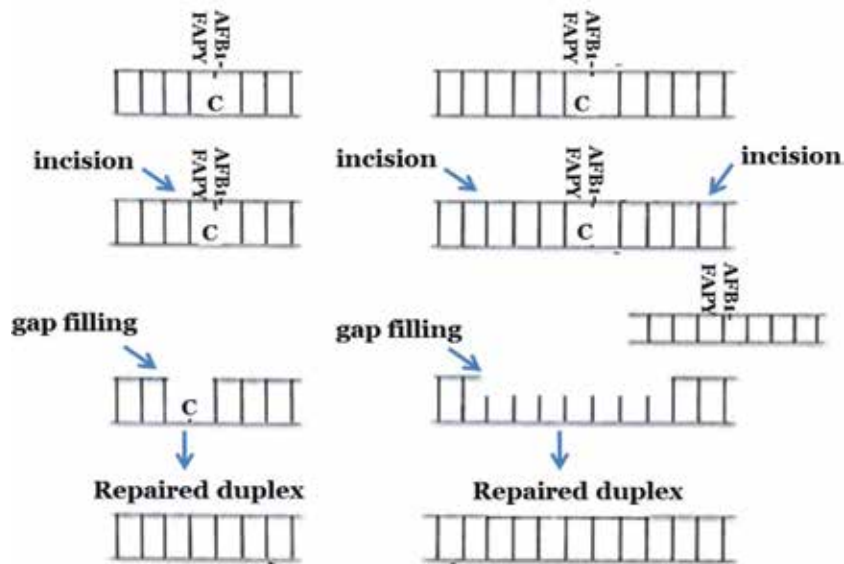 AFB1-
FAPY
C
AFB1-
FAPY
C
incision
AFB1-
FAPY
C
incision
AFB1-
FAPY
C
incision
AFB1-
FAPY
gap filling
C
gap filling
Repaired duplex
Repaired duplex